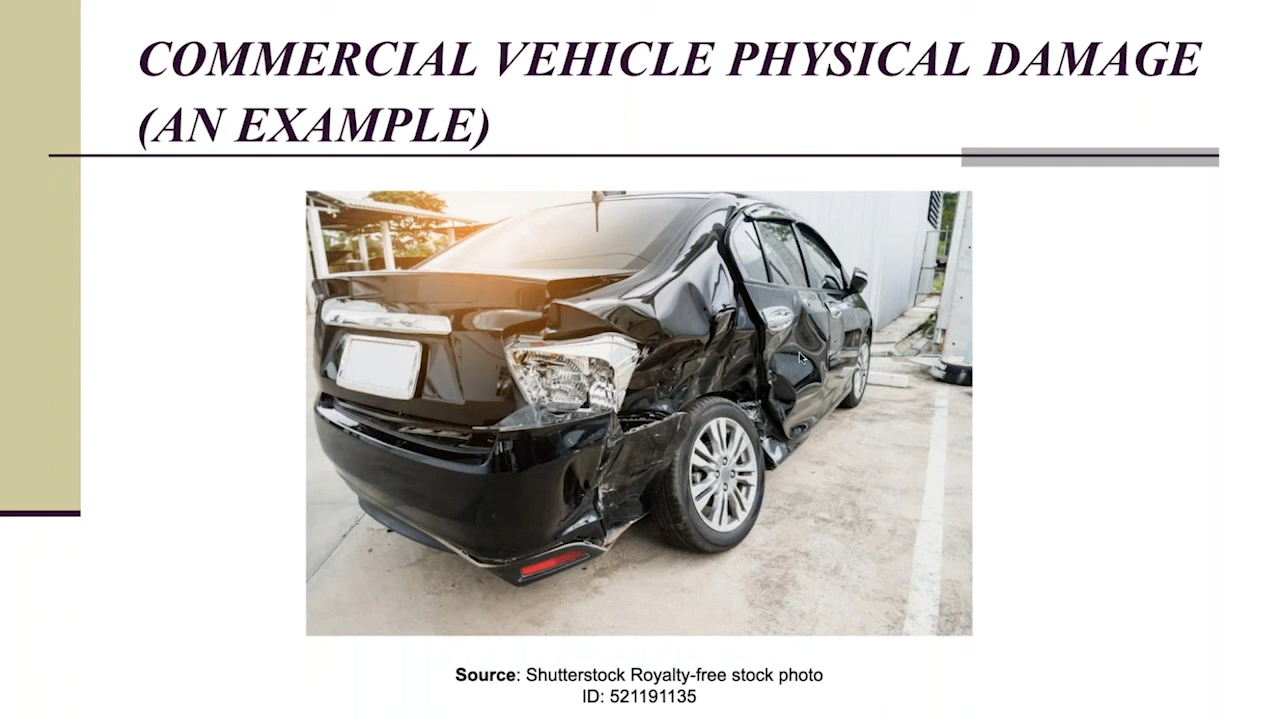 COMMERCIAL VEHICLE PHYSICAL DAMAGE
(AN EXAMPLE)
Source: Shutterstock Royalty-free stock photo
ID: 521191135